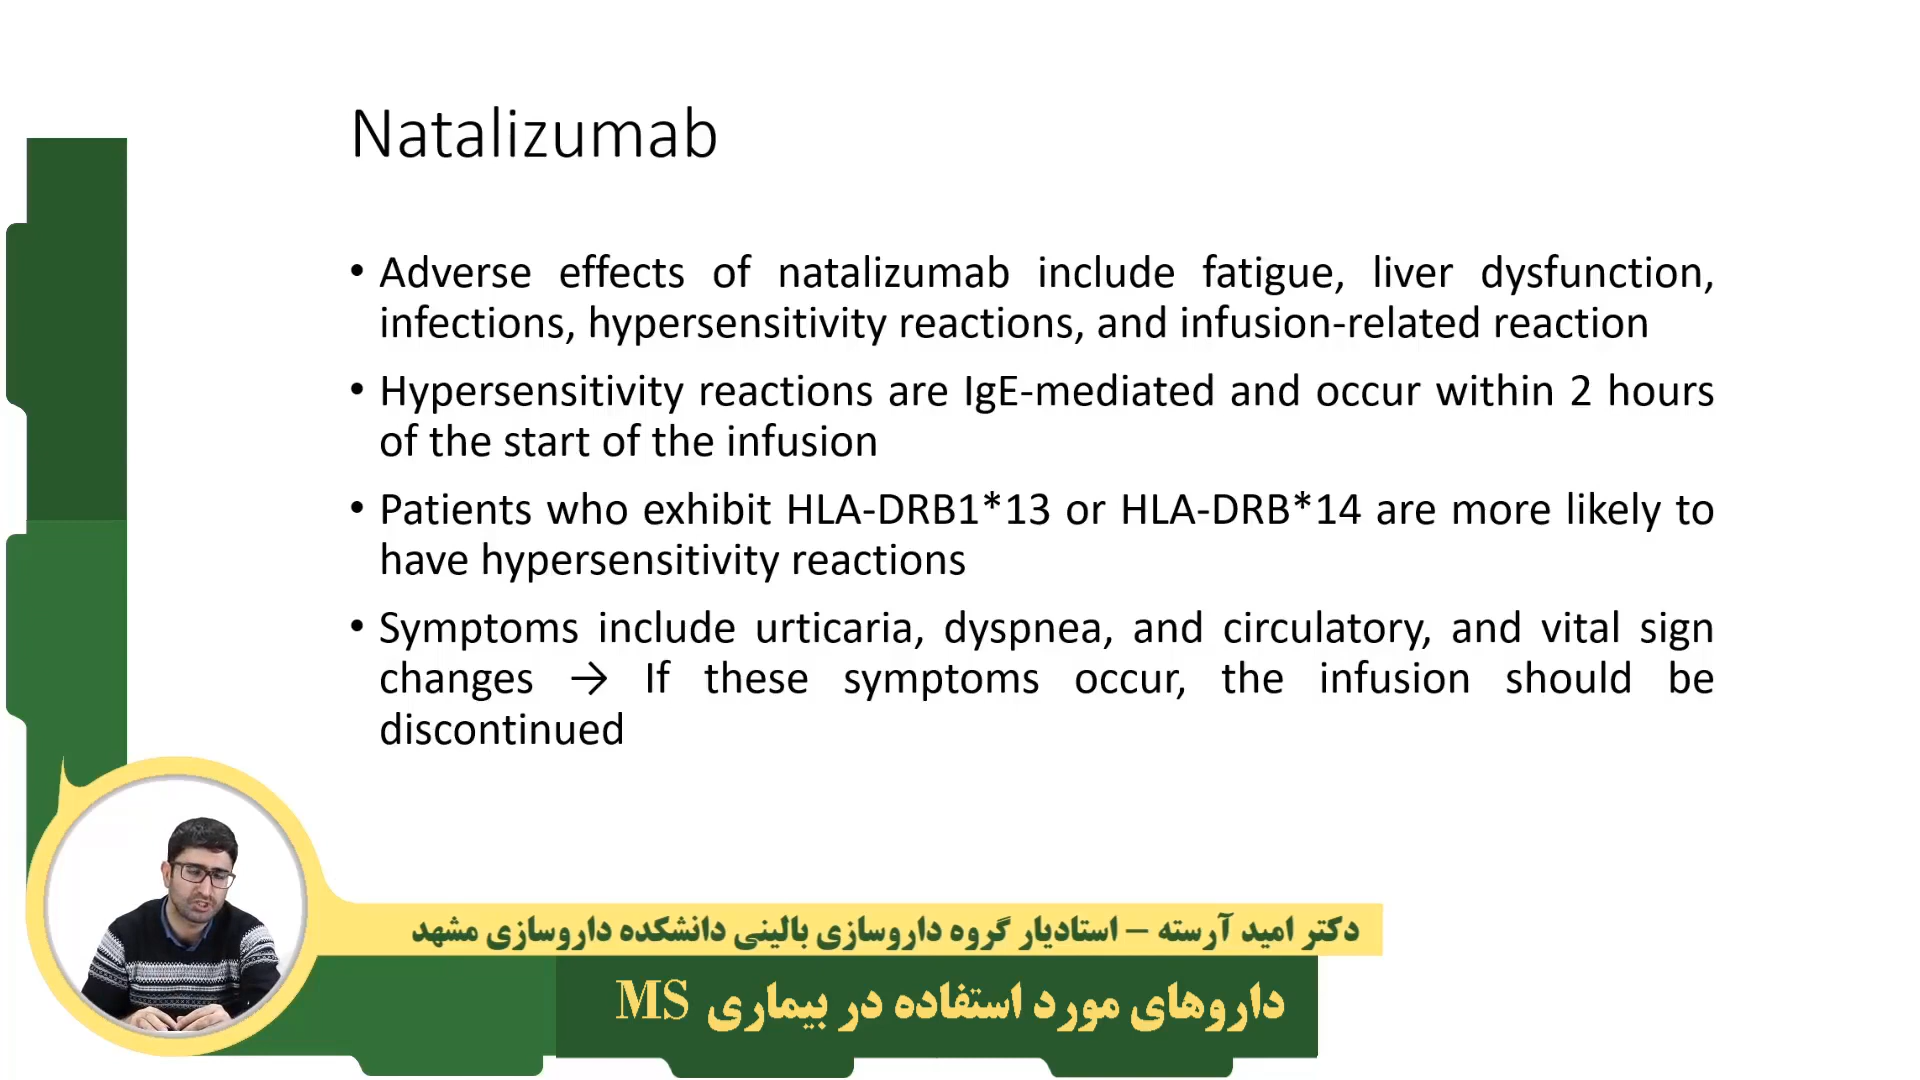 Natalizumab
• Adverse effects of natalizumab include fatigue, liver dysfunction,
infections, hypersensitivity reactions, and infusion-related reaction
• Hypersensitivity reactions are IgE-mediated and occur within 2 hours
of the start of the infusion
• Patients who exhibit HLA-DRB1*13 or HLA-DRB*14 are more likely to
have hypersensitivity reactions
• Symptoms include urticaria, dyspnea, and circulatory, and vital sign
changes → If these symptoms occur, the infusion should be
discontinued
دکتر امید آرسته – استادیار گروه داروسازی بالینی دانشکده داروسازی مشهد
داروهای مورد استفاده در بیماری MS